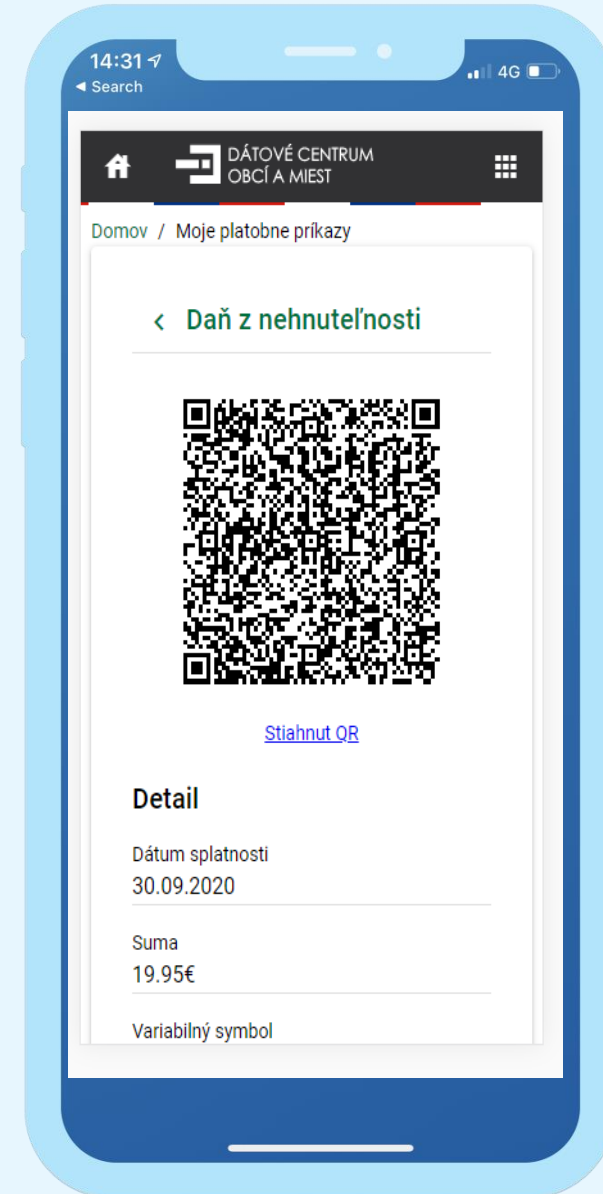 14:31
4G
◄ Search
DÁTOVÉ CENTRUM
OBCÍ A MIEST
Domov / Moje platobne príkazy
< Daň z nehnuteľnosti
Stiahnut QR
Detail
Dátum splatnosti
30.09.2020
Suma
19.95€
Variabilný symbol